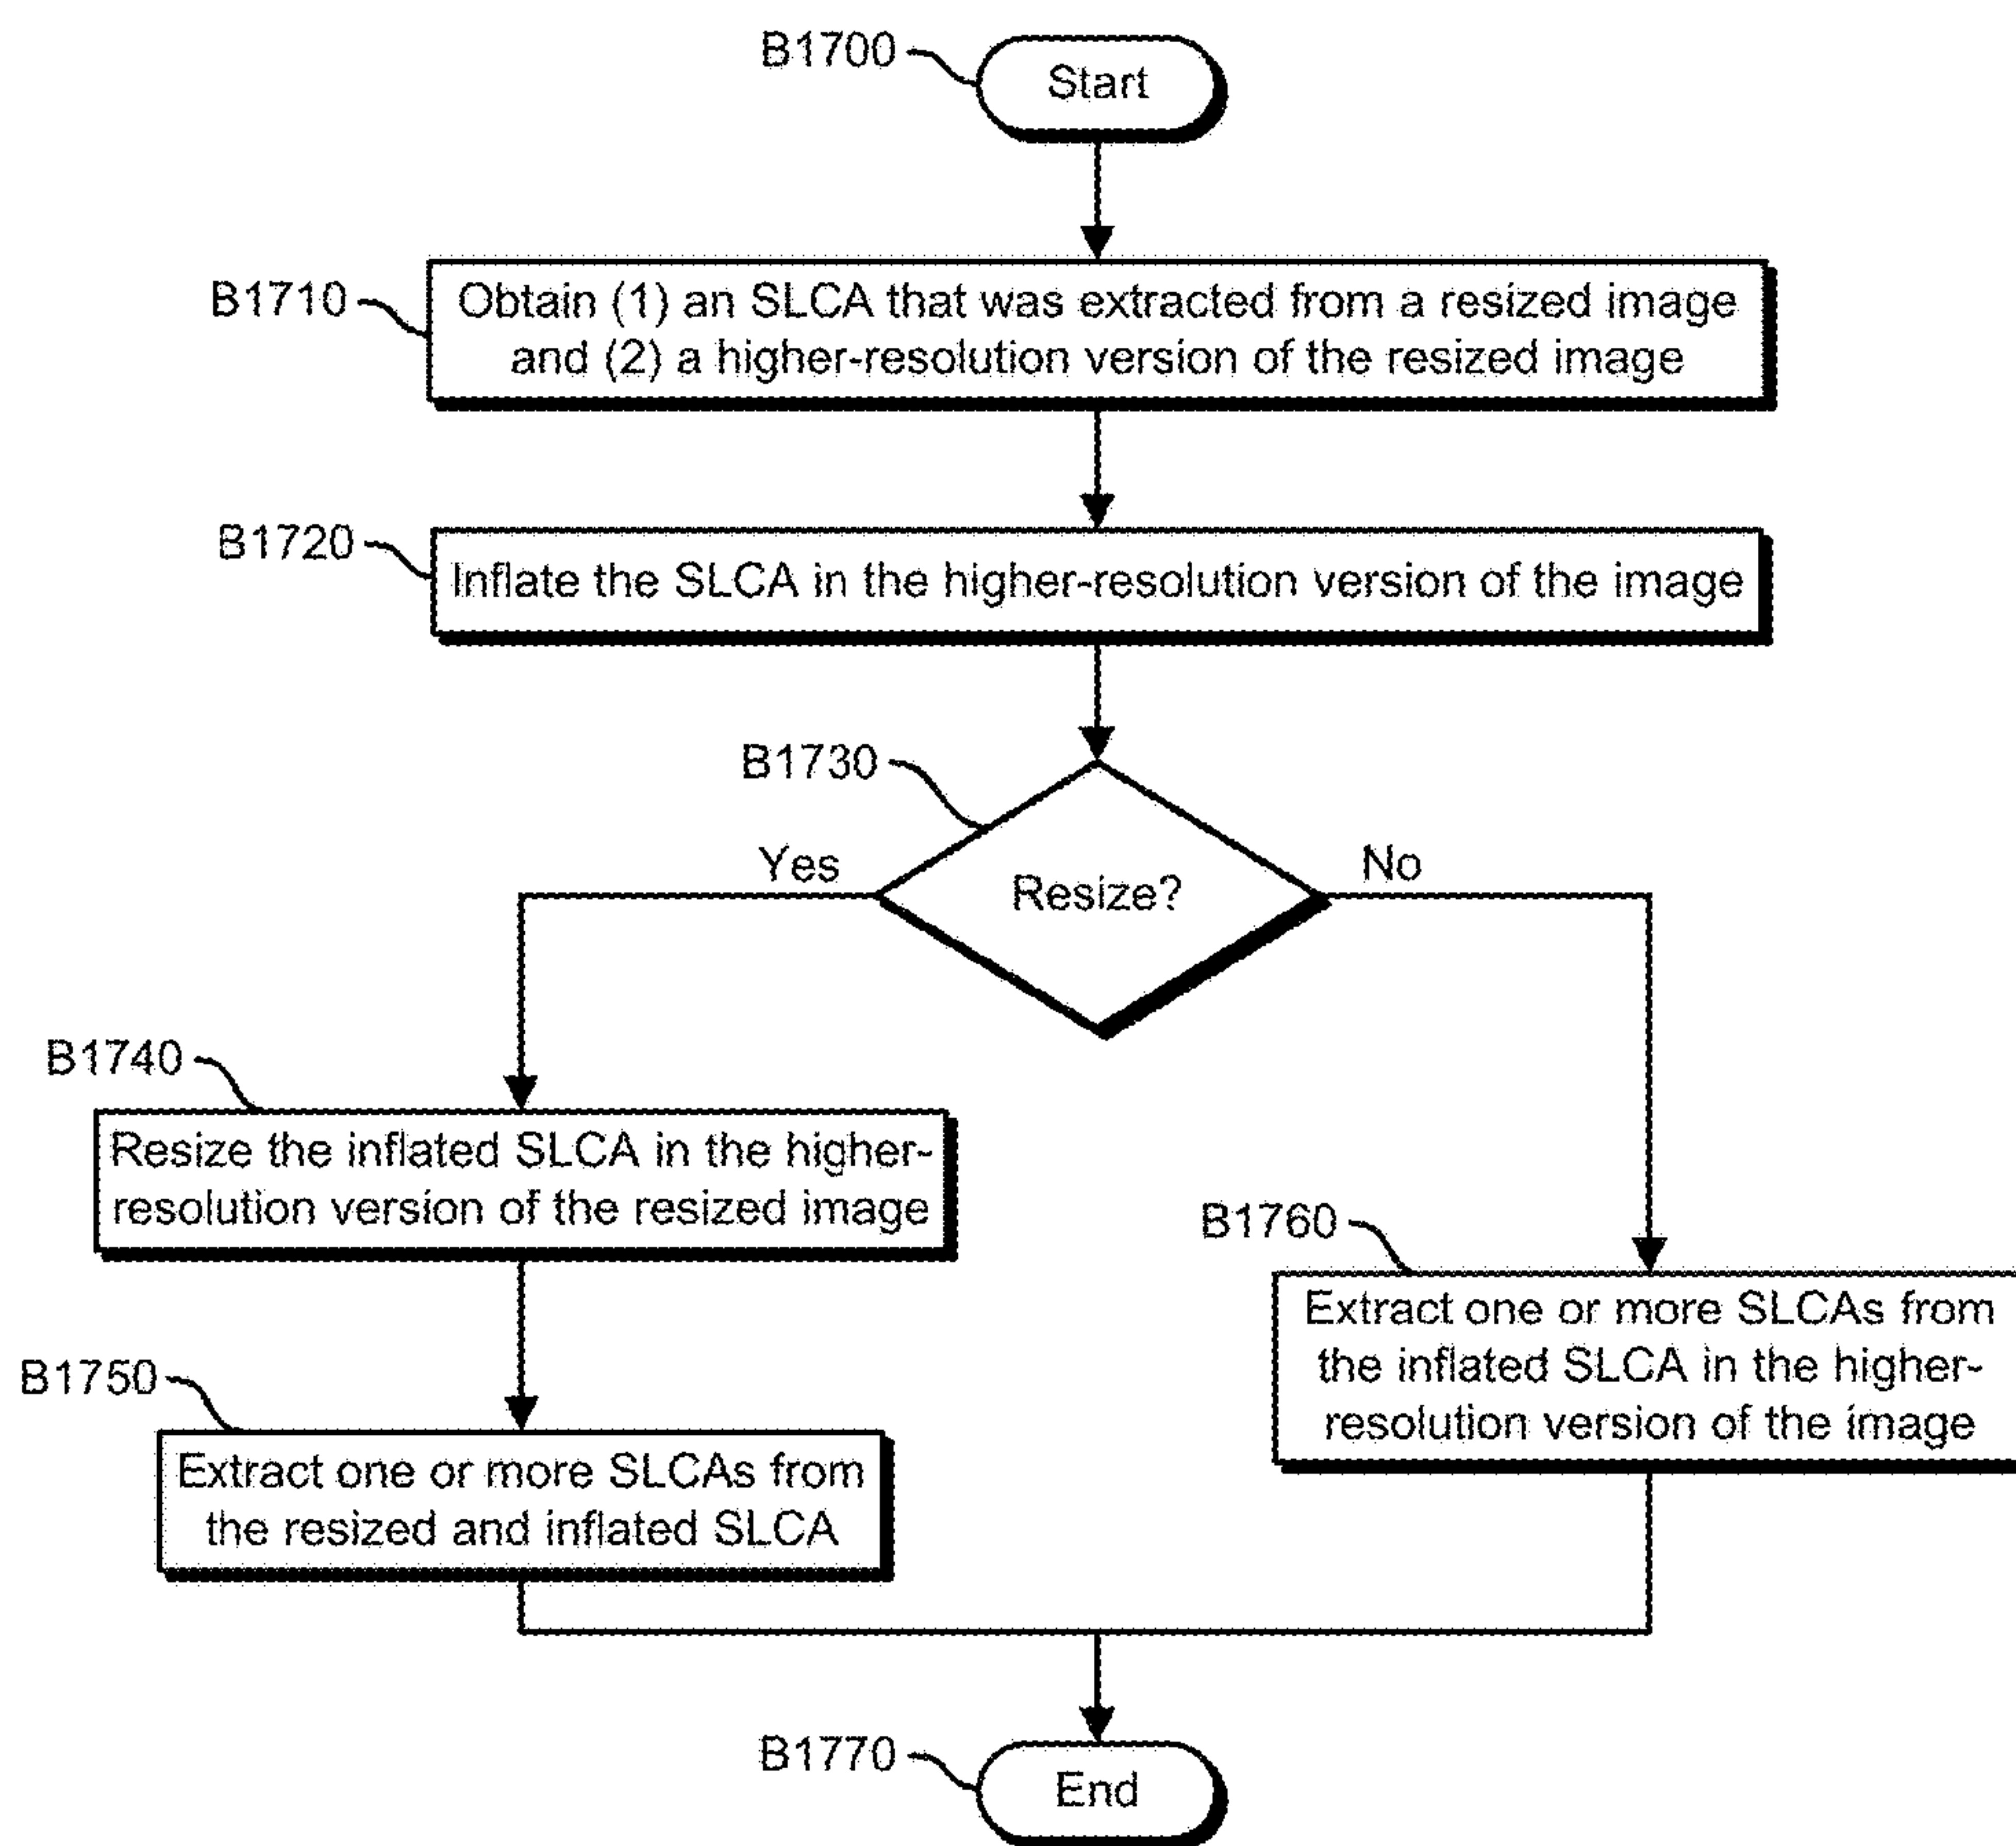 B1700
Start
B1710
Obtain (1) an SLCA that was extracted from a resized image
and (2) a higher-resolution version of the resized image
B1720
Inflate the SLCA in the higher-resolution version of the image
B1730
Yes
Resize?
No
B1740
Resize the inflated SLCA in the higher-
resolution version of the resized image
B1750
Extract one or more SLCAs from
the resized and inflated SLCA
B1760
Extract one or more SLCAs from
the inflated SLCA in the higher-
resolution version of the image
B1770
End